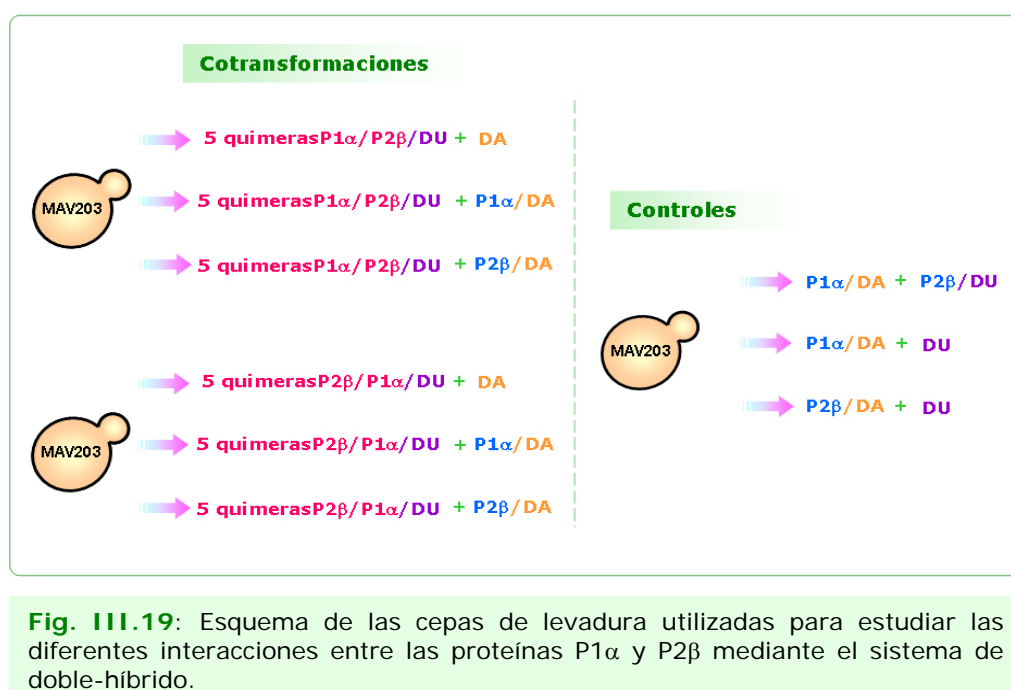 Cotransformaciones
5 quimerasP1α/P2β/DU + DA
MAV203
5 quimerasP1α/P2β/DU + P1α/DA
5 quimerasP1α/P2β/DU + P2β/DA
5 quimerasP2β/P1α/DU + DA
MAV203
5 quimerasP2β/P1α/DU + P1α/DA
5 quimerasP2β/P1α/DU + P2β/DA
Controles
P1α/DA + P2β/DU
MAV203
P1α/DA + DU
P2β/DA + DU
Fig. III.19: Esquema de las cepas de levadura utilizadas para estudiar las
diferentes interacciones entre las proteínas P1α y P2β mediante el sistema de
doble-híbrido.